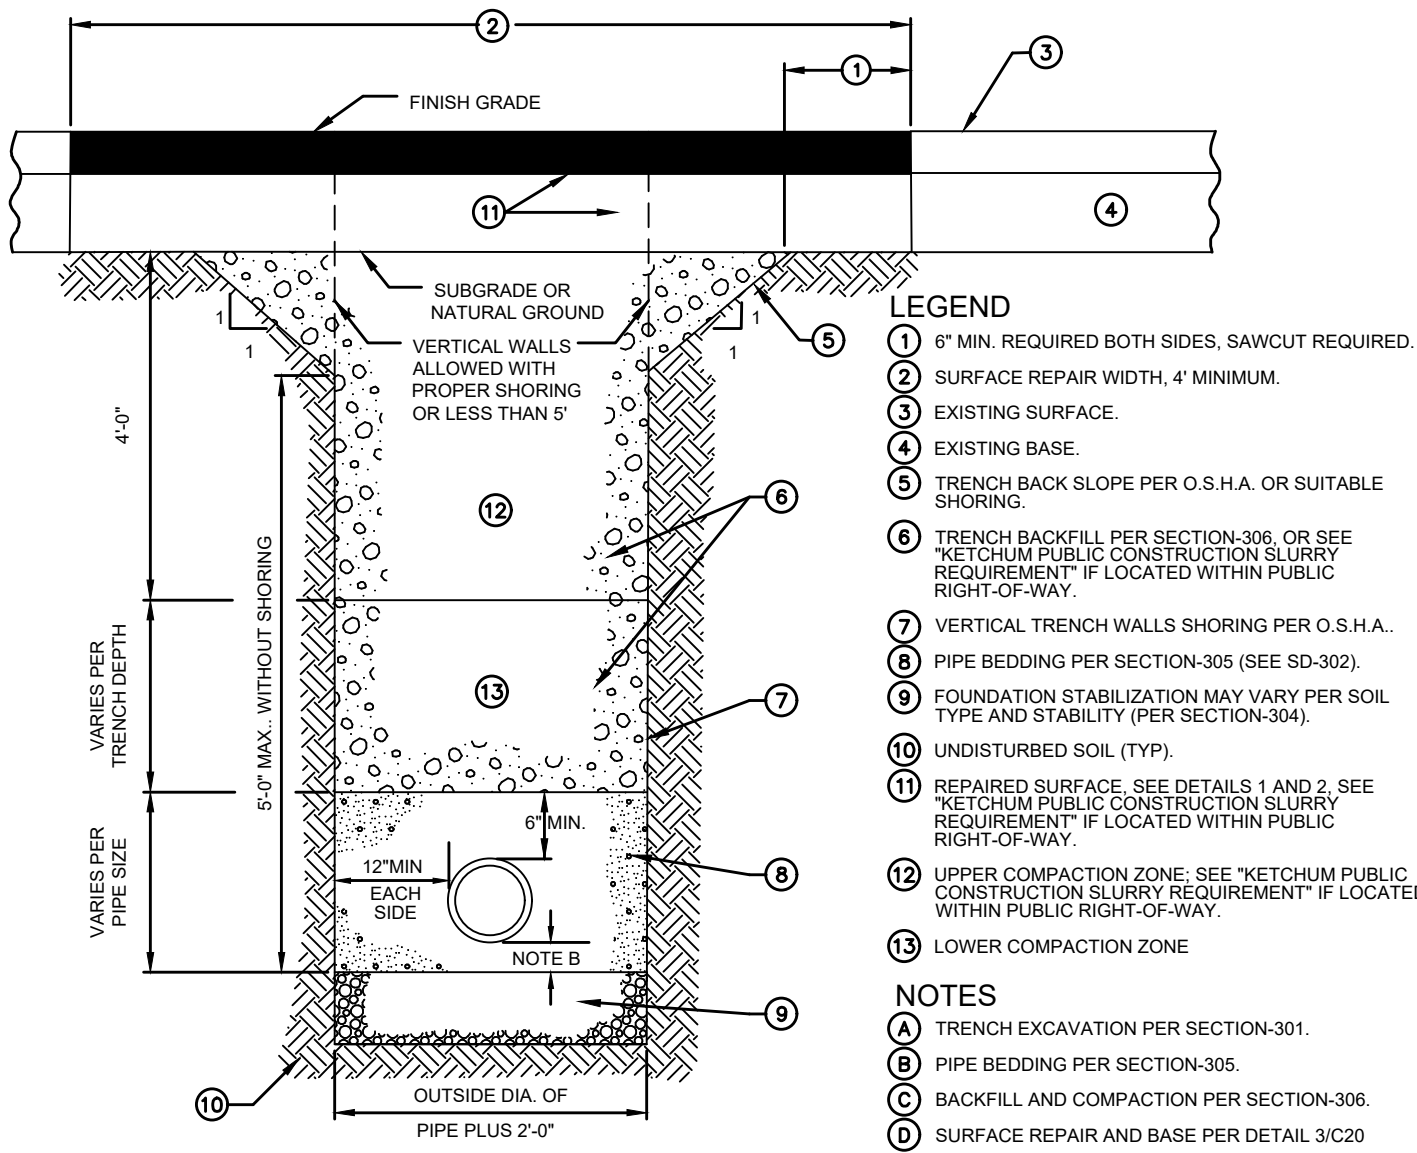 2
1
3
FINISH GRADE
11
4
SUBGRADE OR
NATURAL GROUND
1
1
1
1
VERTICAL WALLS
ALLOWED WITH
PROPER SHORING
OR LESS THAN 5'
5
4'-0"
5'-0" MAX.. WITHOUT SHORING
12
6
VARIES PER
TRENCH DEPTH
13
7
VARIES PER
PIPE SIZE
6" MIN.
12"MIN
EACH
SIDE
8
NOTE B
9
10
OUTSIDE DIA. OF
PIPE PLUS 2'-0"
LEGEND
1 6" MIN. REQUIRED BOTH SIDES, SAWCUT REQUIRED.
2 SURFACE REPAIR WIDTH, 4' MINIMUM.
3 EXISTING SURFACE.
4 EXISTING BASE.
5 TRENCH BACK SLOPE PER O.S.H.A. OR SUITABLE
SHORING.
6 TRENCH BACKFILL PER SECTION-306, OR SEE
"KETCHUM PUBLIC CONSTRUCTION SLURRY
REQUIREMENT" IF LOCATED WITHIN PUBLIC
RIGHT-OF-WAY.
7 VERTICAL TRENCH WALLS SHORING PER O.S.H.A..
8 PIPE BEDDING PER SECTION-305 (SEE SD-302).
9 FOUNDATION STABILIZATION MAY VARY PER SOIL
TYPE AND STABILITY (PER SECTION-304).
10 UNDISTURBED SOIL (TYP).
11 REPAIRED SURFACE, SEE DETAILS 1 AND 2, SEE
"KETCHUM PUBLIC CONSTRUCTION SLURRY
REQUIREMENT" IF LOCATED WITHIN PUBLIC
RIGHT-OF-WAY.
12 UPPER COMPACTION ZONE; SEE "KETCHUM PUBLIC
CONSTRUCTION SLURRY REQUIREMENT" IF LOCATE
WITHIN PUBLIC RIGHT-OF-WAY.
13 LOWER COMPACTION ZONE
NOTES
A TRENCH EXCAVATION PER SECTION-301.
B PIPE BEDDING PER SECTION-305.
C BACKFILL AND COMPACTION PER SECTION-306.
D SURFACE REPAIR AND BASE PER DETAIL 3/C20